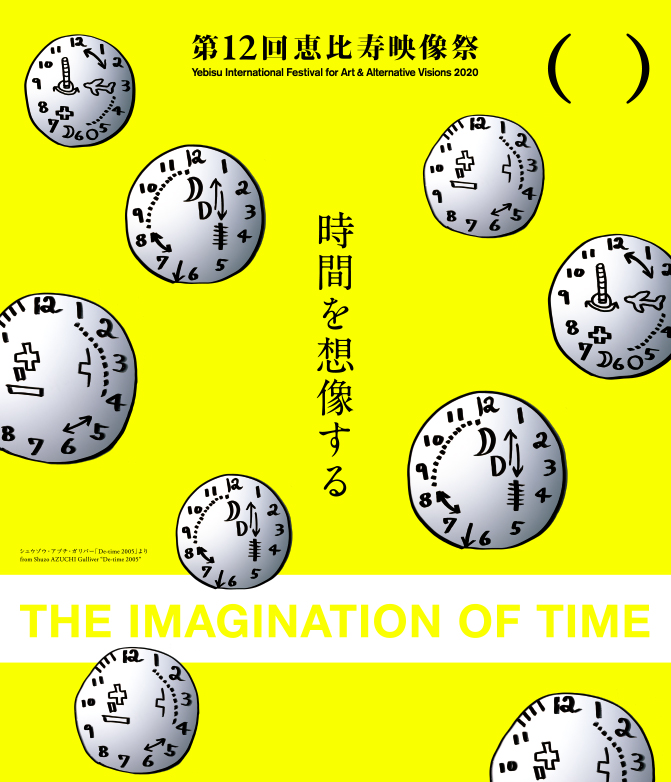 第12回恵比寿映像祭
Yebisu International Festival for Art & Alternative Visions 2020
( )
時間を想像する
シュウゾウ・アヅチ・ガリバー「De-time 2005」より
from Shuzo AZUCHI Gulliver "De-time 2005"
THE IMAGINATION OF TIME